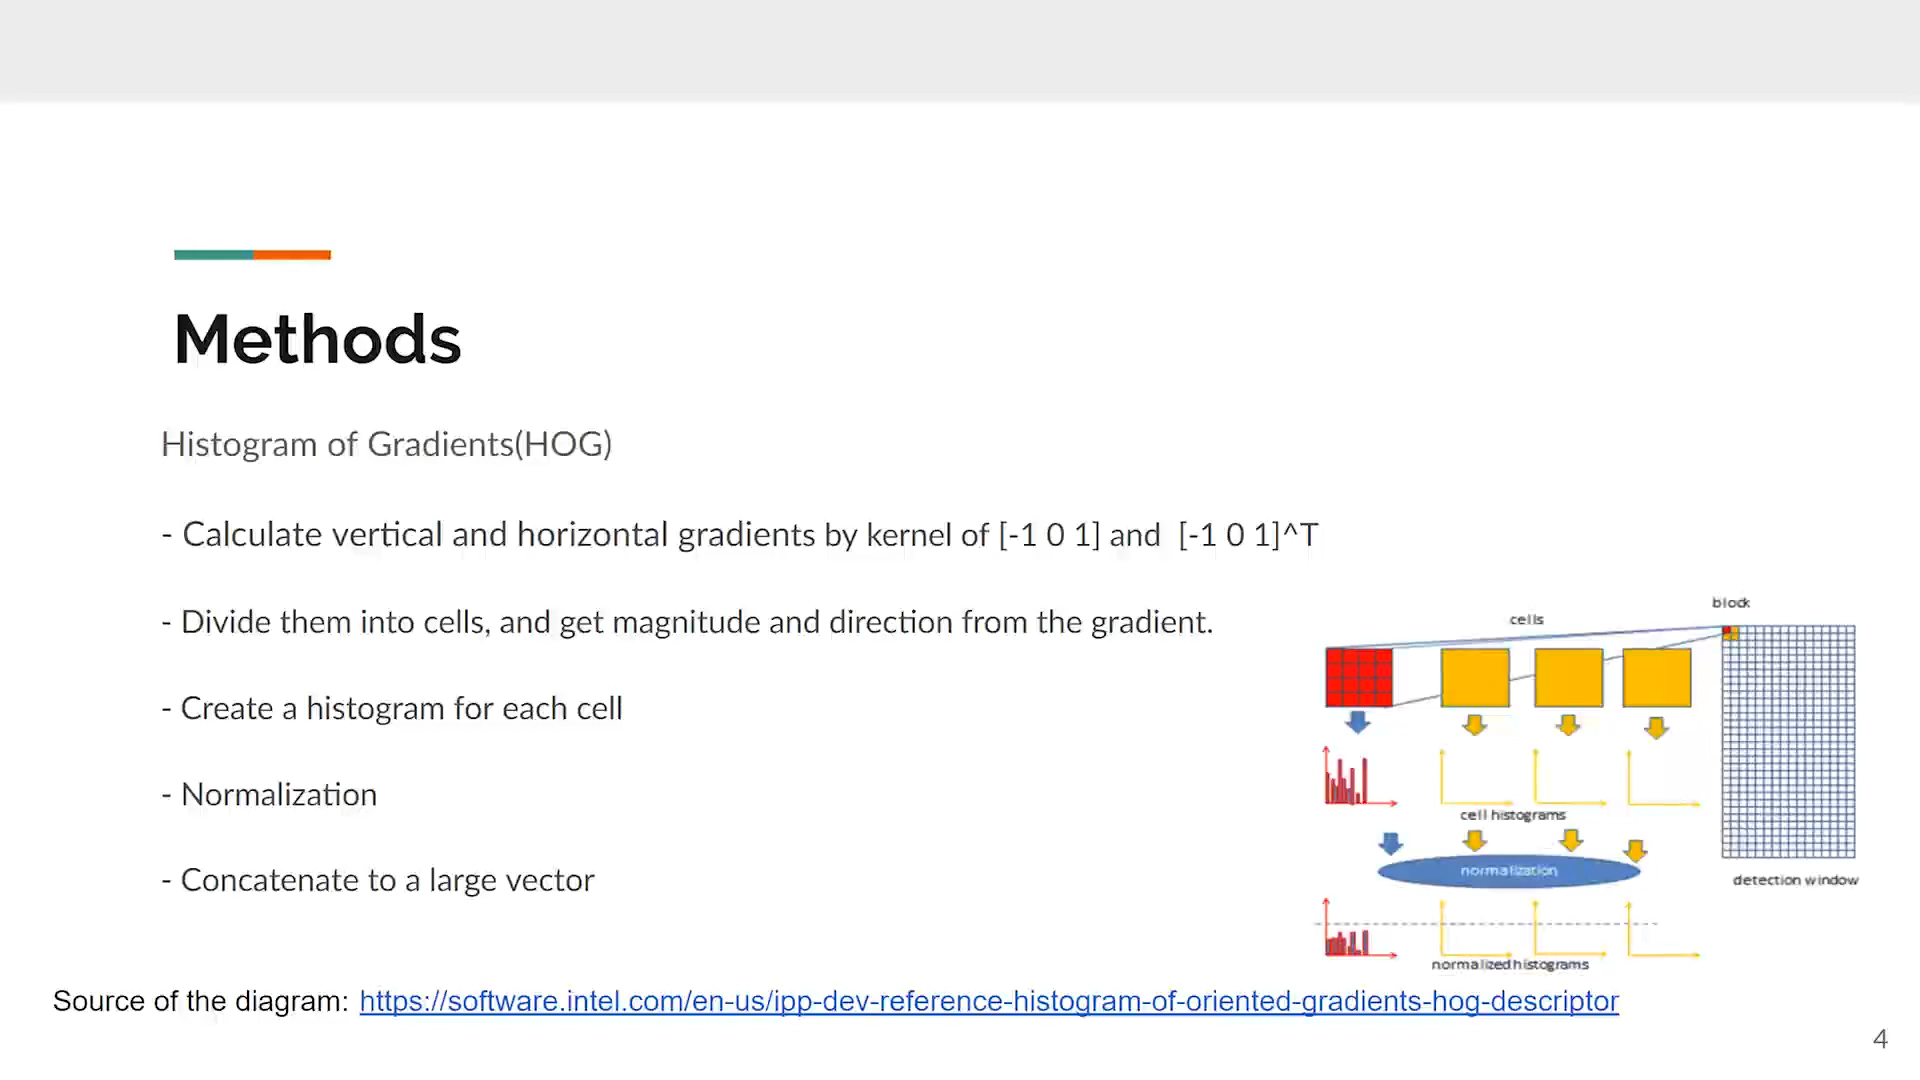 Methods
Histogram of Gradients(HOG)
- Calculate vertical and horizontal gradients by kernel of [-1 0 1] and  [-1 0 1]^T
- Divide them into cells, and get magnitude and direction from the gradient.
- Create a histogram for each cell
- Normalization
- Concatenate to a large vector
block
cells
cell histograms
normalization
detection window
normalized histograms
Source of the diagram: https://software.intel.com/en-us/ipp-dev-reference-histogram-of-oriented-gradients-hog-descriptor
4